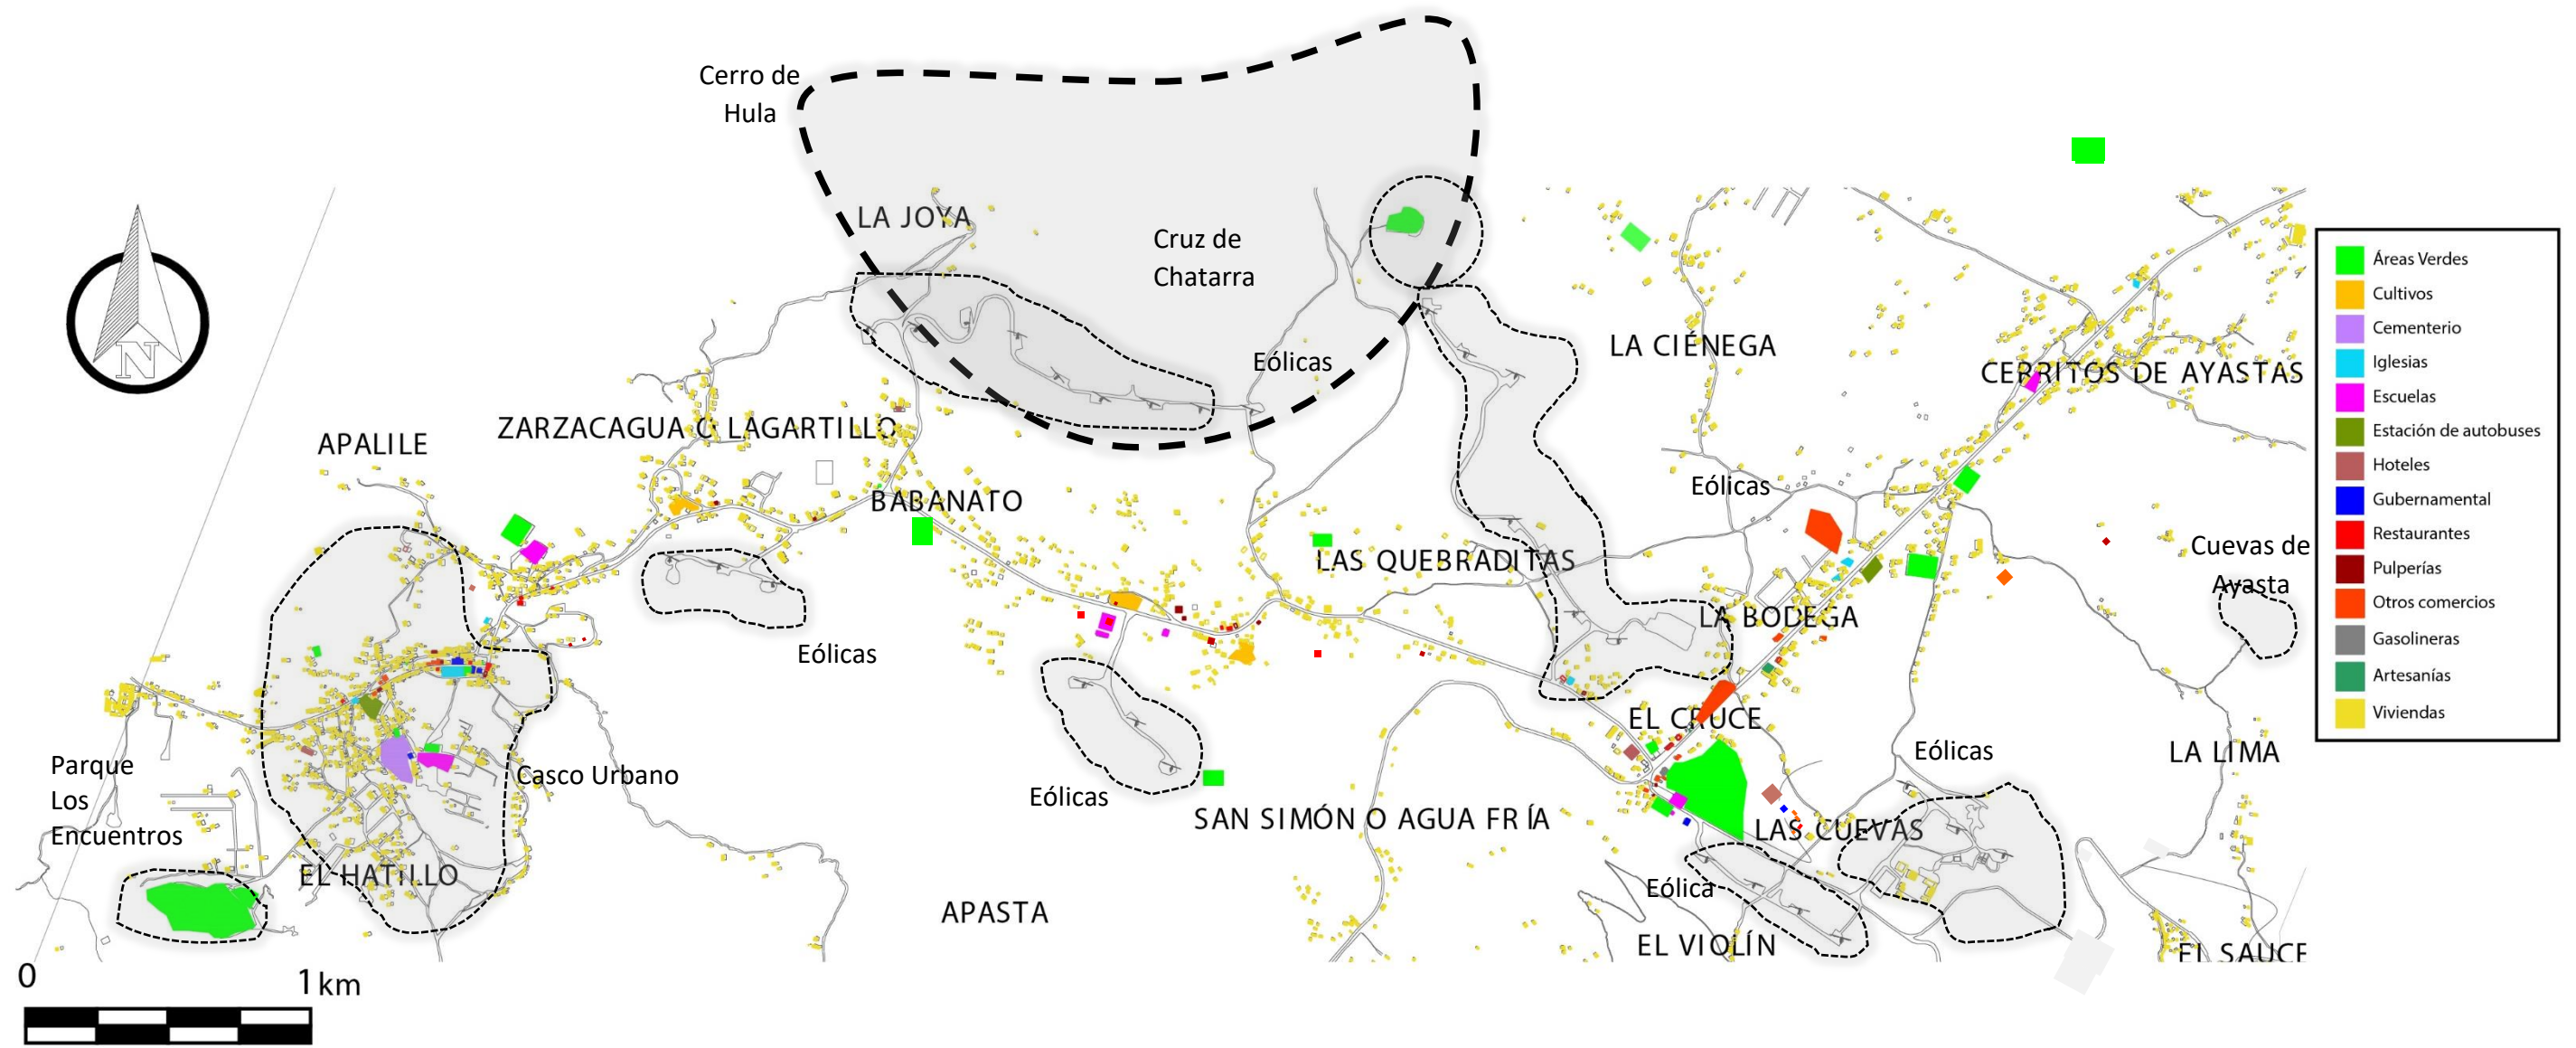 Cerro de
Hula
LA JOYA
Cruz de
Chatarra
Eólicas
LA CIÉNEGA
CERRITOS DE AYASTAS
APALILE
ZARZACAGUA O LAGARTILLO
BABANATO
Eólicas
LAS QUEBRADITAS
Cuevas de
Ayasta
LA BODEGA
Eólicas
EL CRUCE
Parque
Los
Encuentros
Casco Urbano
Eólicas
SAN SIMÓN O AGUA FRÍA
Eólicas
LA LIMA
LAS CUEVAS
EL HATILLO
Eólica
APASTA
EL VIOLÍN
EL SAUCE
N
0
1 km
Áreas Verdes
Cultivos
Cementerio
Iglesias
Escuelas
Estación de autobuses
Hoteles
Gubernamental
Restaurantes
Pulperías
Otros comercios
Gasolineras
Artesanías
Viviendas